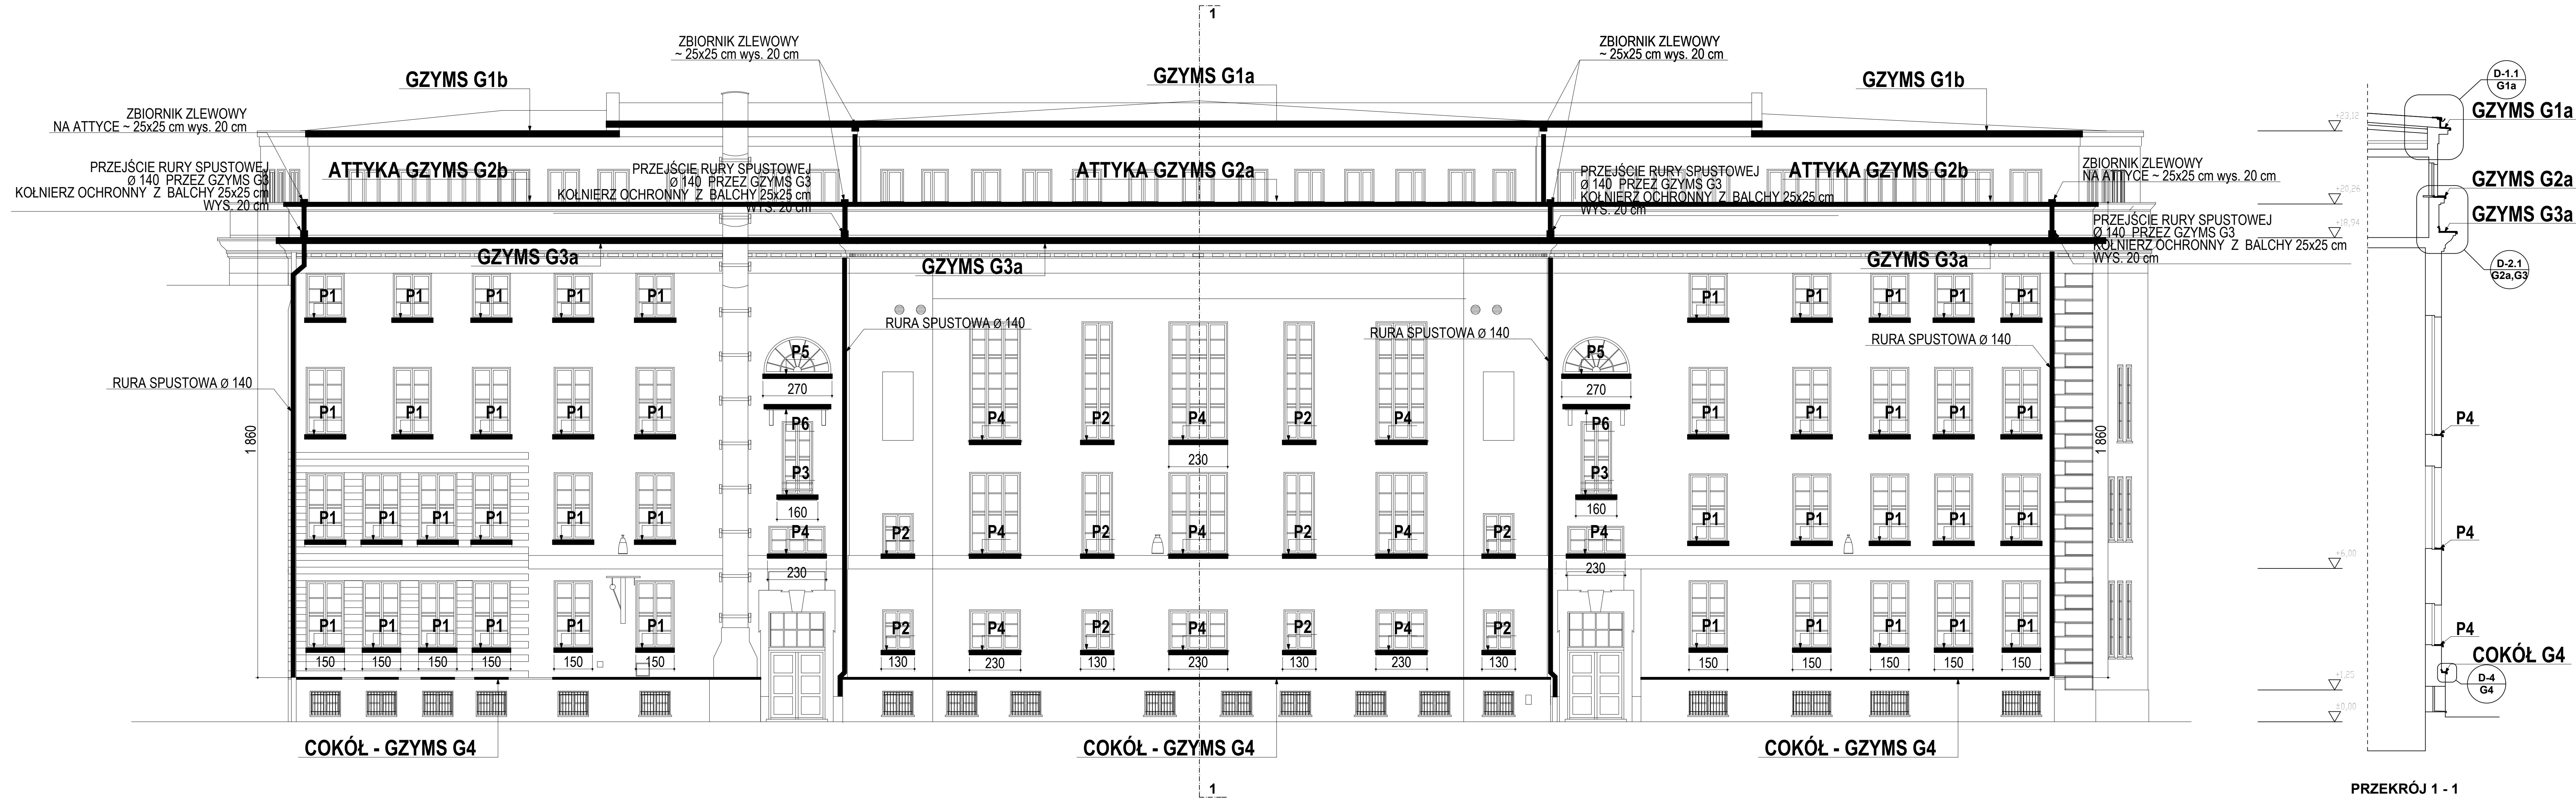 1
ZBIORNIK ZLEWOWY
~ 25x25 cm wys. 20 cm
ZBIORNIK ZLEWOWY
~ 25x25 cm wys. 20 cm
GZYMS G1b
GZYMS G1a
GZYMS G1b
D-1.1
G1a
GZYMS G1a
ZBIORNIK ZLEWOWY
NA ATTYCE ~ 25x25 cm wys. 20 cm
+23,12
PRZEJŚCIE RURY SPUSTOWEJ
Ø 140 PRZEZ GZYMS G3
KOŁNIERZ OCHRONNY Z BALCHY 25x25 cm
WYS. 20 cm
ATTYKA GZYMS G2b
PRZEJŚCIE RURY SPUSTOWEJ
Ø 140 PRZEZ GZYMS G3
KOŁNIERZ OCHRONNY Z BALCHY 25x25 cm
WYS. 20 cm
ATTYKA GZYMS G2a
PRZEJŚCIE RURY SPUSTOWEJ
Ø 140 PRZEZ GZYMS G3
KOŁNIERZ OCHRONNY Z BALCHY 25x25 cm
WYS. 20 cm
ATTYKA GZYMS G2b
ZBIORNIK ZLEWOWY
NA ATTYCE ~ 25x25 cm wys. 20 cm
+20,26
GZYMS G2a
GZYMS G3a
PRZEJŚCIE RURY SPUSTOWEJ
Ø 140 PRZEZ GZYMS G3
KOŁNIERZ OCHRONNY Z BALCHY 25x25 cm
WYS. 20 cm
+18,94
GZYMS G3a
GZYMS G3a
GZYMS G3a
D-2.1
G2a,G3
P1 P1 P1 P1 P1 P1 P1 P1 P1 P1
RURA SPUSTOWA Ø 140
RURA SPUSTOWA Ø 140
RURA SPUSTOWA Ø 140
P5 P5
270 270
RURA SPUSTOWA Ø 140
P1 P1 P1 P1 P1 P6 P4 P2 P4 P2 P4 P6 P1 P1 P1 P1 P1 P4
1 860
1 860
230
P3 P3
160 160
P1 P1 P1 P1 P1 P1 P4 P2 P4 P2 P4 P2 P4 P2 P4 P1 P1 P1 P1 P1 P4
+6,00
230 230
P1 P1 P1 P1 P1 P1 P2 P4 P2 P4 P2 P4 P2 P1 P1 P1 P1 P1 P4
150 150 150 150 150 150 130 230 130 230 130 230 130 150 150 150 150 150
COKÓŁ G4
+1,25
D-4
G4
±0,00
COKÓŁ - GZYMS G4
COKÓŁ - GZYMS G4
COKÓŁ - GZYMS G4
1
PRZEKRÓJ 1 - 1